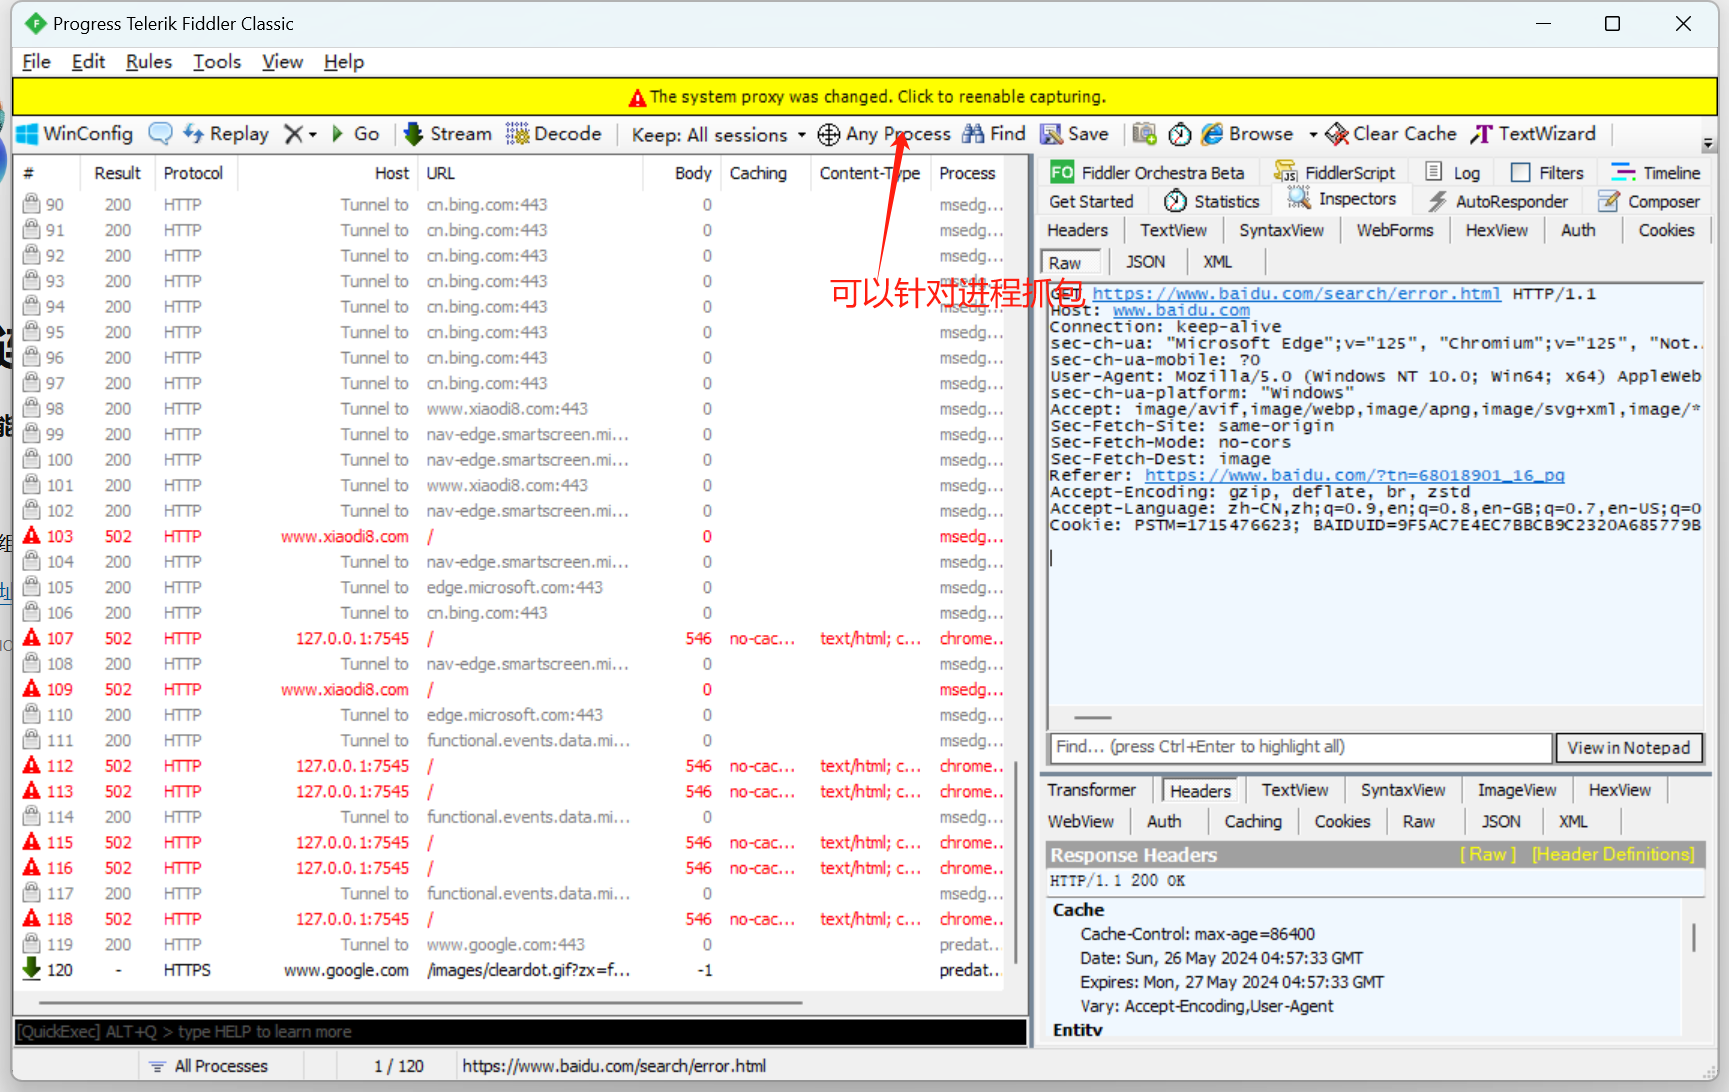 Progress Telerik Fiddler Classic
File Edit Rules Tools View Help
The system proxy was changed. Click to reenable capturing.
WinConfig Replay Go Stream Decode Keep: All sessions Any Process Find Save Browse Clear Cache TextWizard
# Result Protocol Host URL Body Caching Content-Type Process
90 200 HTTP Tunnel to cn.bing.com:443 0 msedg...
91 200 HTTP Tunnel to cn.bing.com:443 0 msedg...
92 200 HTTP Tunnel to cn.bing.com:443 0 msedg...
93 200 HTTP Tunnel to cn.bing.com:443 0 msedg...
94 200 HTTP Tunnel to cn.bing.com:443 0 msedg...
95 200 HTTP Tunnel to cn.bing.com:443 0 msedg...
96 200 HTTP Tunnel to cn.bing.com:443 0 msedg...
97 200 HTTP Tunnel to cn.bing.com:443 0 msedg...
98 200 HTTP Tunnel to www.xiaodi8.com:443 0 msedg...
99 200 HTTP Tunnel to nav-edge.smartscreen.mi... 0 msedg...
100 200 HTTP Tunnel to nav-edge.smartscreen.mi... 0 msedg...
101 200 HTTP Tunnel to www.xiaodi8.com:443 0 msedg...
102 200 HTTP Tunnel to nav-edge.smartscreen.mi... 0 msedg...
103 502 HTTP www.xiaodi8.com / 0 msedg...
104 200 HTTP Tunnel to nav-edge.smartscreen.mi... 0 msedg...
105 200 HTTP Tunnel to edge.microsoft.com:443 0 msedg...
106 200 HTTP Tunnel to cn.bing.com:443 0 msedg...
107 502 HTTP 127.0.0.1:7545 / 546 no-cac... text/html; c... chrome..
108 200 HTTP Tunnel to nav-edge.smartscreen.mi... 0 msedg...
109 502 HTTP www.xiaodi8.com / 0 msedg...
110 200 HTTP Tunnel to edge.microsoft.com:443 0 msedg...
111 200 HTTP Tunnel to functional.events.data.mi... 0 msedg...
112 502 HTTP 127.0.0.1:7545 / 546 no-cac... text/html; c... chrome..
113 502 HTTP 127.0.0.1:7545 / 546 no-cac... text/html; c... chrome..
114 200 HTTP Tunnel to functional.events.data.mi... 0 msedg...
115 502 HTTP 127.0.0.1:7545 / 546 no-cac... text/html; c... chrome..
116 502 HTTP 127.0.0.1:7545 / 546 no-cac... text/html; c... chrome..
117 200 HTTP Tunnel to functional.events.data.mi... 0 msedg...
118 502 HTTP 127.0.0.1:7545 / 546 no-cac... text/html; c... chrome..
119 200 HTTP Tunnel to www.google.com:443 0 predat...
120 - HTTPS www.google.com /images/cleardot.gif?zx=f... -1 predat...
可以针对进程抓包
[QuickExec] ALT+Q > type HELP to learn more
FO Fiddler Orchestra Beta FiddlerScript Log Filters Timeline
Get Started Statistics Inspectors AutoResponder Composer
Headers TextView SyntaxView WebForms HexView Auth Cookies
Raw JSON XML
GET https://www.baidu.com/search/error.html HTTP/1.1
Host: www.baidu.com
Connection: keep-alive
sec-ch-ua: "Microsoft Edge";v="125", "Chromium";v="125", "Not..
sec-ch-ua-mobile: ?0
User-Agent: Mozilla/5.0 (Windows NT 10.0; Win64; x64) AppleWeb
sec-ch-ua-platform: "Windows"
Accept: image/avif,image/webp,image/apng,image/svg+xml,image/*
Sec-Fetch-Site: same-origin
Sec-Fetch-Mode: no-cors
Sec-Fetch-Dest: image
Referer: https://www.baidu.com/?tn=68018901_16_pg
Accept-Encoding: gzip, deflate, br, zstd
Accept-Language: zh-CN,zh;q=0.9,en;q=0.8,en-GB;q=0.7,en-US;q=0
Cookie: PSTM=1715476623; BAIDUID=9F5AC7E4EC7BBCB9C2320A685779B
Find... (press Ctrl+Enter to highlight all) View in Notepad
Transformer Headers TextView SyntaxView ImageView HexView
WebView Auth Caching Cookies Raw JSON XML
Response Headers [ Raw ] [Header Definitions]
HTTP/1.1 200 OK
Cache
Cache-Control: max-age=86400
Date: Sun, 26 May 2024 04:57:33 GMT
Expires: Mon, 27 May 2024 04:57:33 GMT
Vary: Accept-Encoding,User-Agent
Entity
All Processes 1 / 120 https://www.baidu.com/search/error.html